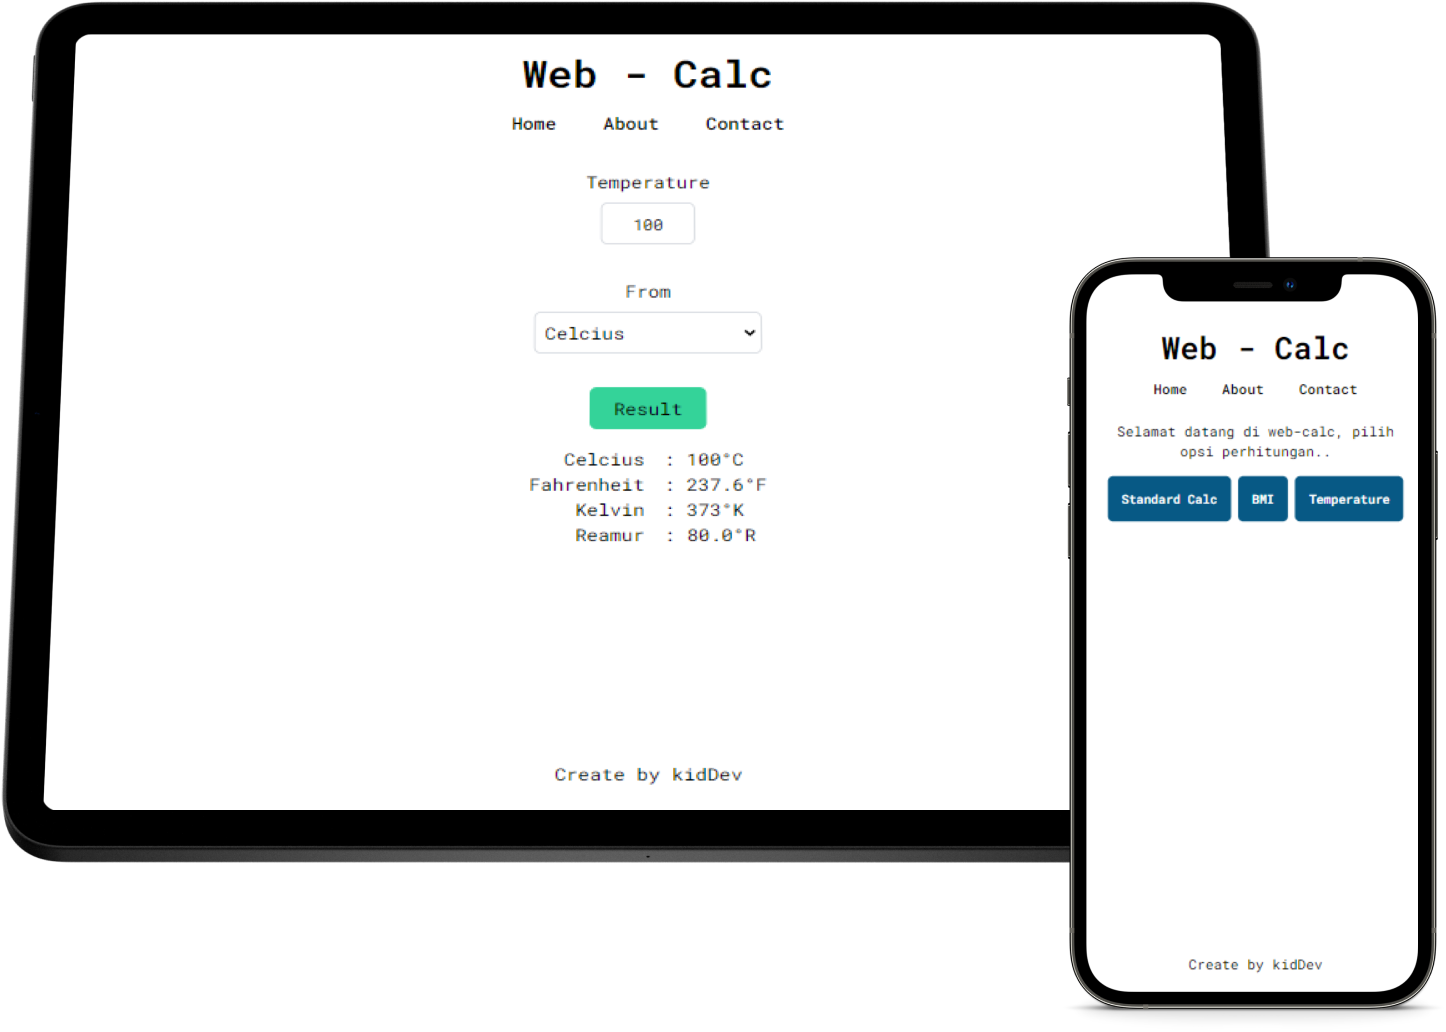 Web - Calc
Home About Contact
Temperature
100
From
Celcius
Result
Celcius : 100°C
Fahrenheit : 237.6°F
Kelvin : 373°K
Reamur : 80.0°R
Create by kidDev
Web - Calc
Home About Contact
Selamat datang di web-calc, pilih
opsi perhitungan..
Standard Calc BMI Temperature
Create by kidDev